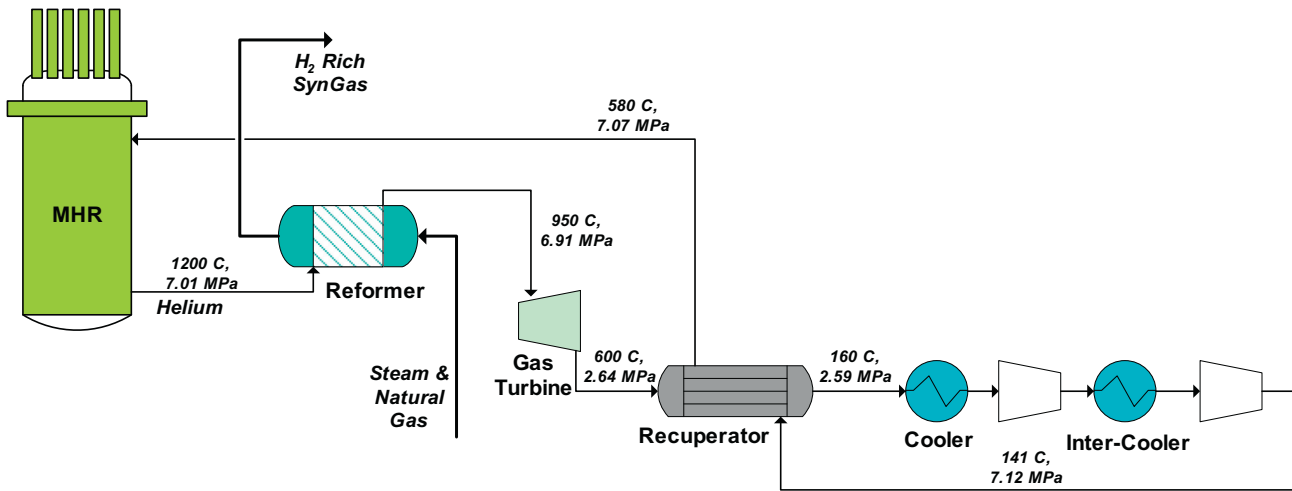 H2 Rich
SynGas
580 C,
7.07 MPa
MHR
950 C,
6.91 MPa
1200 C,
7.01 MPa
Helium
Reformer
Gas
Turbine
600 C,
2.64 MPa
160 C,
2.59 MPa
Steam &
Natural
Gas
Recuperator
Cooler
Inter-Cooler
141 C,
7.12 MPa